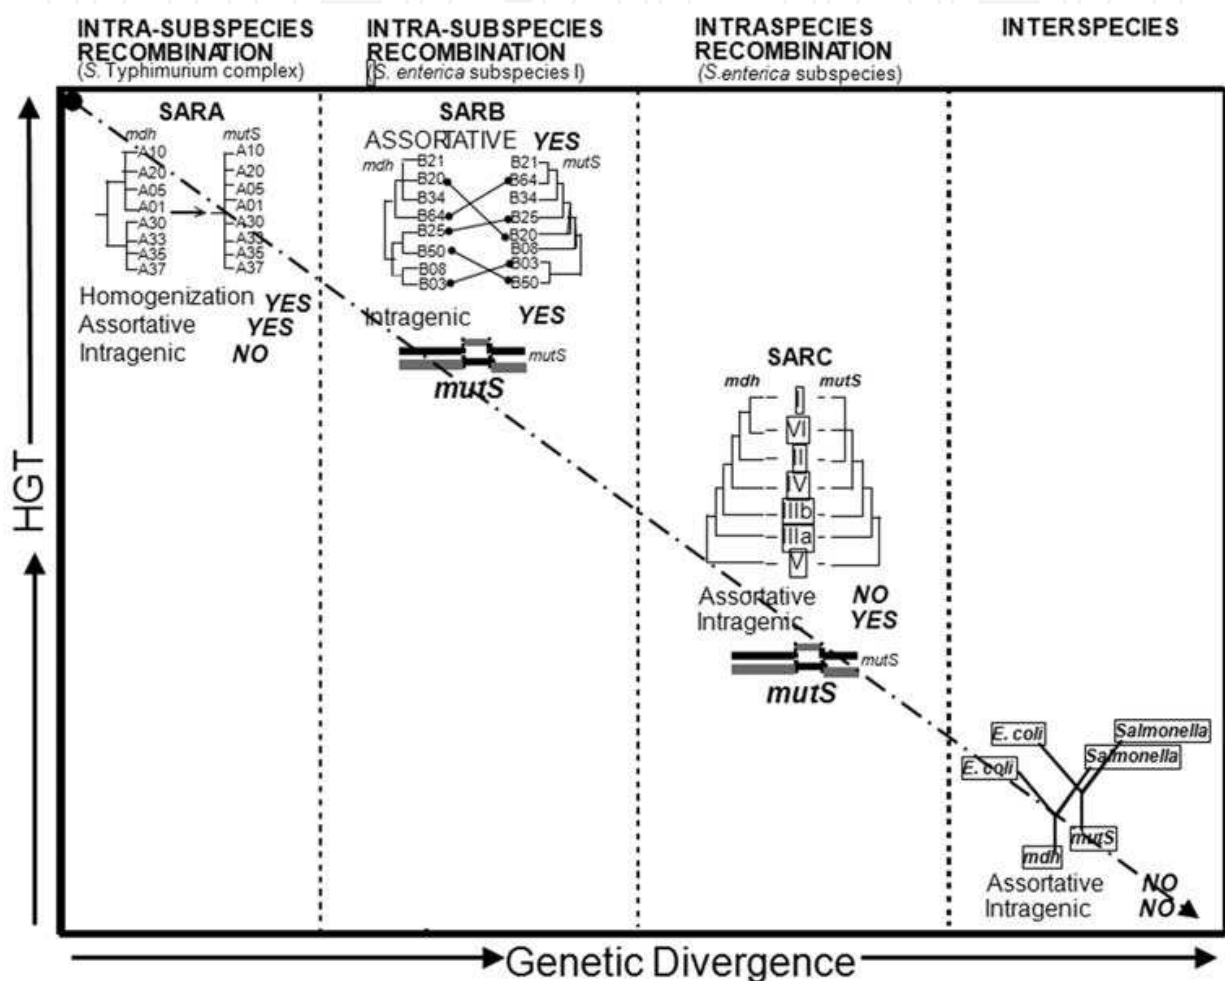 INTRA-SUBSPECIES
RECOMBINATION
(S. Typhimurium complex)
INTRA-SUBSPECIES
RECOMBINATION
(S. enterica subspecies I)
INTRASPECIES
RECOMBINATION
(S.enterica subspecies)
INTERSPECIES
SARA
mdh
A10
A20
A05
A01
A30
A33
A35
A37
mutS
A10
A20
A05
A01
A30
A33
A35
A37
Homogenization YES
Assortative YES
Intragenic NO
SARB
ASSORTATIVE YES
mdh
B21
B20
B34
B64
B25
B50
B08
B03
mutS
B21
B64
B34
B25
B20
B08
B03
B50
Intragenic YES
mutS
mutS
SARC
mdh mutS
I
VI
II
IV
IIIb
IIIa
V
Assortative NO
Intragenic YES
mutS
mutS
E. coli Salmonella
E. coli Salmonella
mutS
mdh
Assortative NO
Intragenic NO
HGT
Genetic Divergence